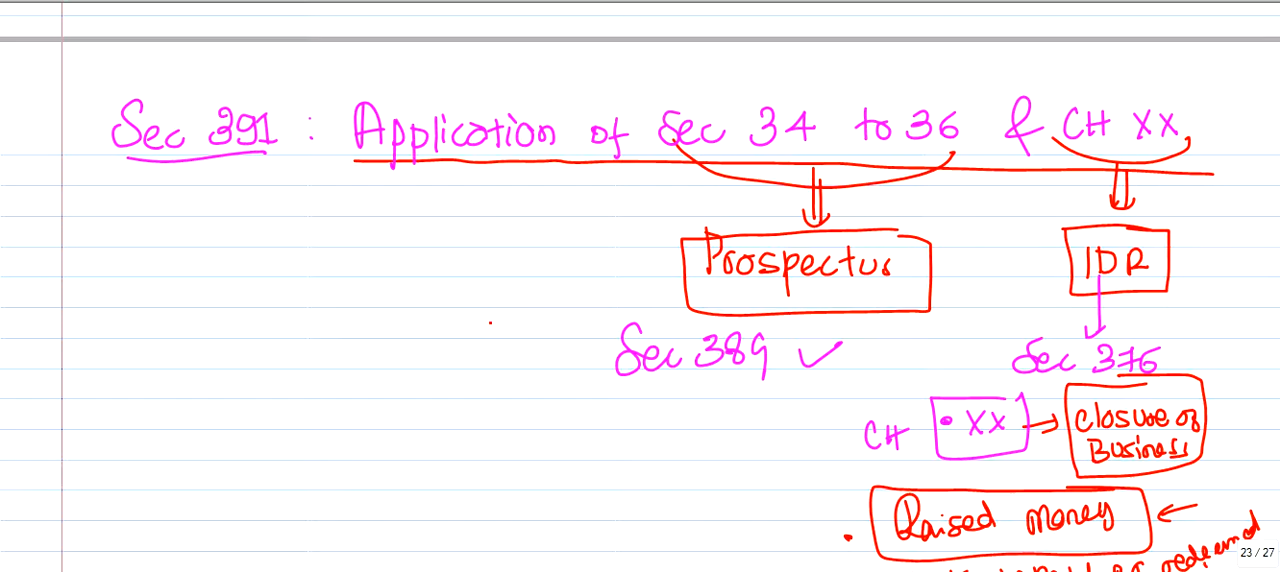 Sec 391 : Application of Sec 34 to 36 & CH XX
Prospectus
IDR
Sec 389 ✓
Sec 376
CH XX → Closure of Business
Raised Money ←
redeemed
23 / 27